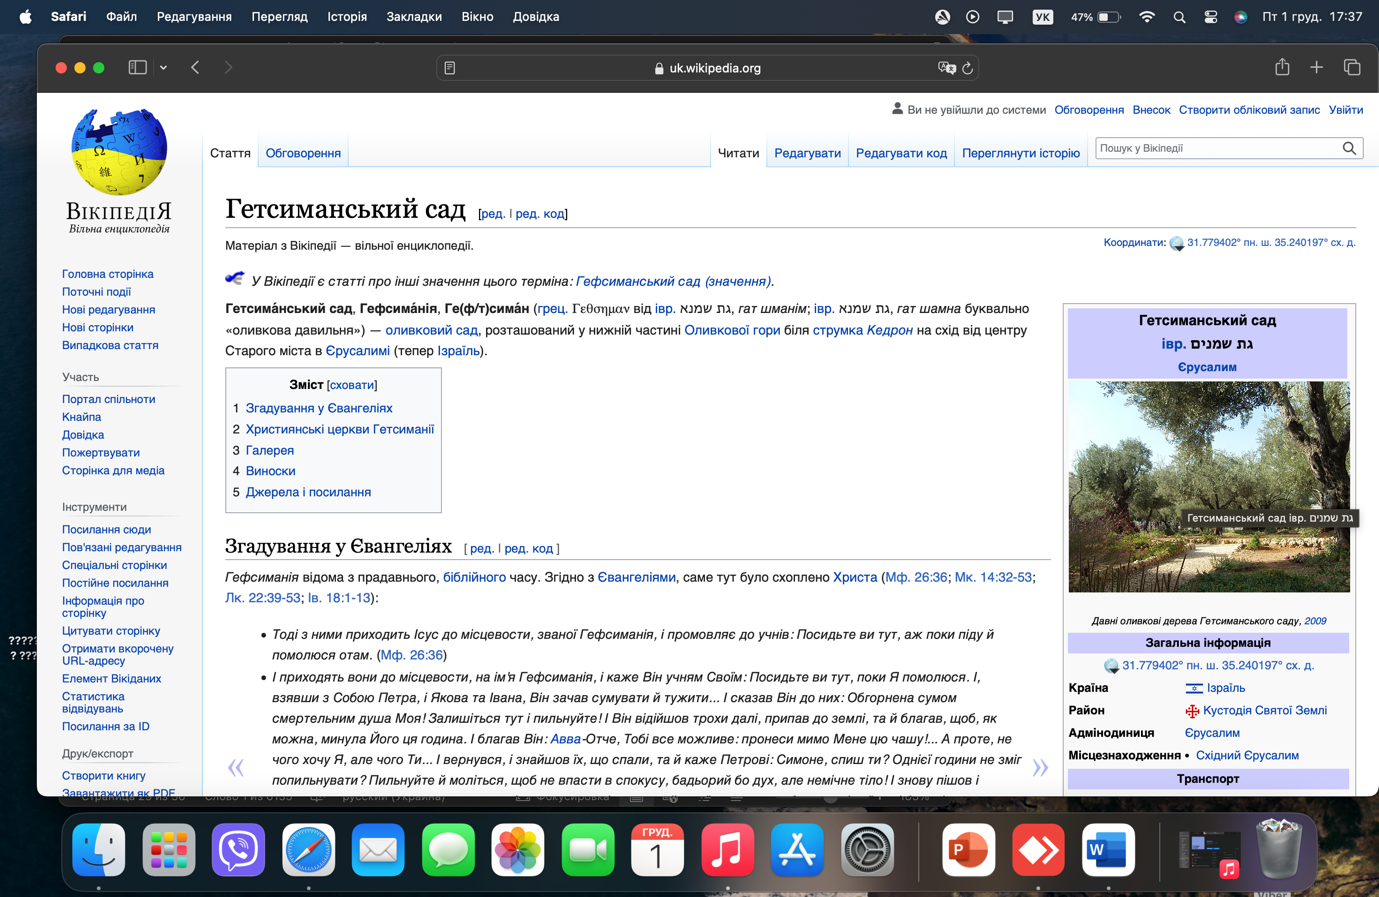 Safari Файл Редагування Перегляд Історія Закладки Вікно Довідка УК 47% Пт 1 груд. 17:37
uk.wikipedia.org
Ви не увійшли до системи Обговорення Внесок Створити обліковий запис Увійти
Стаття Обговорення Читати Редагувати Редагувати код Переглянути історію Пошук у Вікіпедії
ВікіпедіЯ
Вільна енциклопедія
Головна сторінка
Поточні події
Нові редагування
Нові сторінки
Випадкова стаття
Участь
Портал спільноти
Кнайпа
Довідка
Пожертвувати
Сторінка для медіа
Інструменти
Посилання сюди
Пов'язані редагування
Спеціальні сторінки
Постійне посилання
Інформація про
сторінку
Цитувати сторінку
Отримати вкорочену
URL-адресу
Елемент Вікіданих
Статистика
відвідувань
Посилання за ID
Друк/експорт
Створити книгу
Завантажити як PDF
Гетсиманський сад [ред. | ред. код]
Матеріал з Вікіпедії — вільної енциклопедії.
Координати: 31.779402° пн. ш. 35.240197° сх. д.
У Вікіпедії є статті про інші значення цього терміна: Гефсиманський сад (значення).
Гетсима́нський сад, Гефсима́нія, Ге(ф/т)сима́н (грец. Γεθσημαν від івр. גת שמנא, гат шманім; івр. גת שמנא, гат шамна буквально
«оливкова давильня») — оливковий сад, розташований у нижній частині Оливкової гори біля струмка Кедрон на схід від центру
Старого міста в Єрусалимі (тепер Ізраїль).
Зміст [сховати]
1 Згадування у Євангеліях
2 Християнські церкви Гетсиманії
3 Галерея
4 Виноски
5 Джерела і посилання
Згадування у Євангеліях [ ред. | ред. код ]
Гефсиманія відома з прадавнього, біблійного часу. Згідно з Євангеліями, саме тут було схоплено Христа (Мф. 26:36; Мк. 14:32-53;
Лк. 22:39-53; Ів. 18:1-13):
• Тоді з ними приходить Ісус до місцевости, званої Гефсиманія, і промовляє до учнів: Посидьте ви тут, аж поки піду й
помолюся отам. (Мф. 26:36)
• І приходять вони до місцевости, на ім'я Гефсиманія, і каже Він учням Своїм: Посидьте ви тут, поки Я помолюся. І,
взявши з Собою Петра, і Якова та Івана, Він зачав сумувати й тужити... І сказав Він до них: Обгорнена сумом
смертельним душа Моя! Залишіться тут і пильнуйте! І Він відійшов трохи далі, припав до землі, та й благав, щоб, як
можна, минула Його ця година. І благав Він: Авва-Отче, Тобі все можливе: пронеси мимо Мене цю чашу!... А проте, не
чого хочу Я, але чого Ти... І вернувся, і знайшов їх, що спали, та й каже Петрові: Симоне, спиш ти? Однієї години не зміг
попильнувати? Пильнуйте й моліться, щоб не впасти в спокусу, бадьорий бо дух, але немічне тіло! І знову пішов і
« »
Гетсиманський сад
івр. גת שמנים
Єрусалим
Гетсиманський сад івр. גת שמנים
Давні оливкові дерева Гетсиманського саду, 2009
Загальна інформація
31.779402° пн. ш. 35.240197° сх. д.
Країна Ізраїль
Район Кустодія Святої Землі
Адмінодиниця Єрусалим
Місцезнаходження • Східний Єрусалим
Транспорт
?????
? ???
ГРУД.
1
P
W